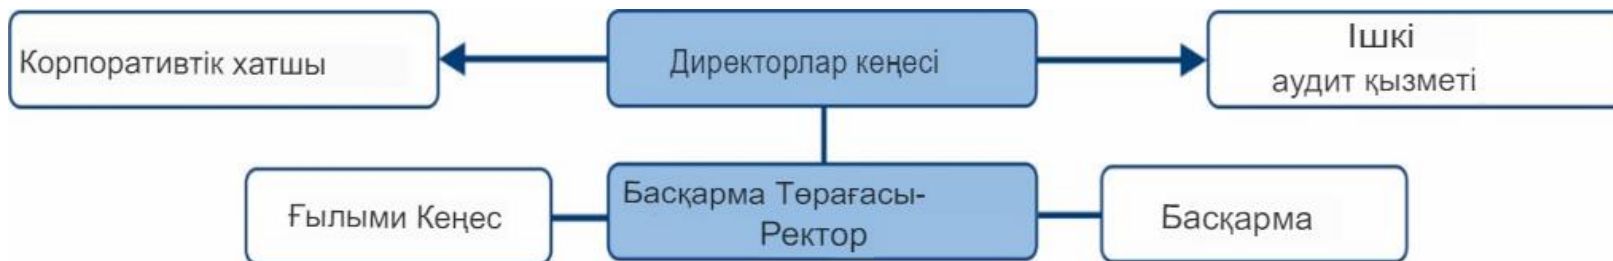 Корпоративтік хатшы
Директорлар кеңесі
Ішкі
аудит қызметі
Ғылыми Кеңес
Басқарма Төрағасы-
Ректор
Басқарма